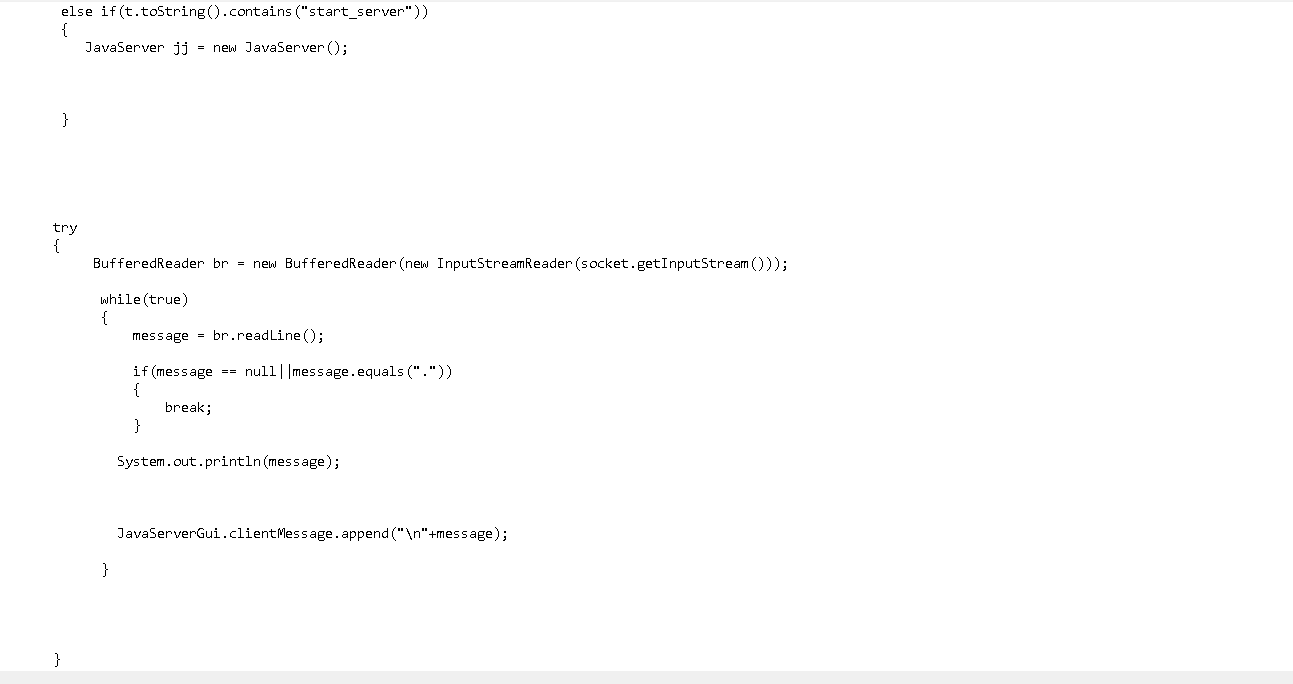 else if(t.toString().contains("start_server"))
{
JavaServer jj = new JavaServer();
}
try
{
BufferedReader br = new BufferedReader(new InputStreamReader(socket.getInputStream()));
while(true)
{
message = br.readLine();
if(message == null||message.equals("."))
{
break;
}
System.out.println(message);
JavaServerGui.clientMessage.append("\n"+message);
}
}